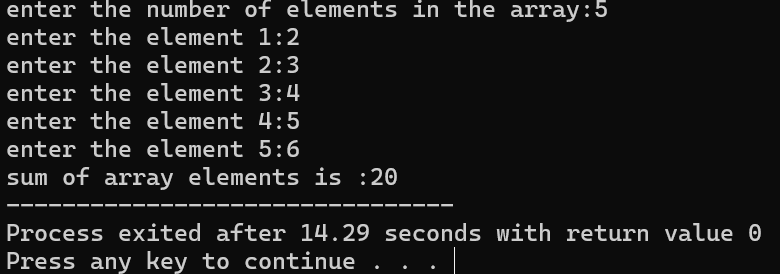 enter the number of elements in the array:5
enter the element 1:2
enter the element 2:3
enter the element 3:4
enter the element 4:5
enter the element 5:6
sum of array elements is :20
--------------------------------
Process exited after 14.29 seconds with return value 0
Press any key to continue . . .